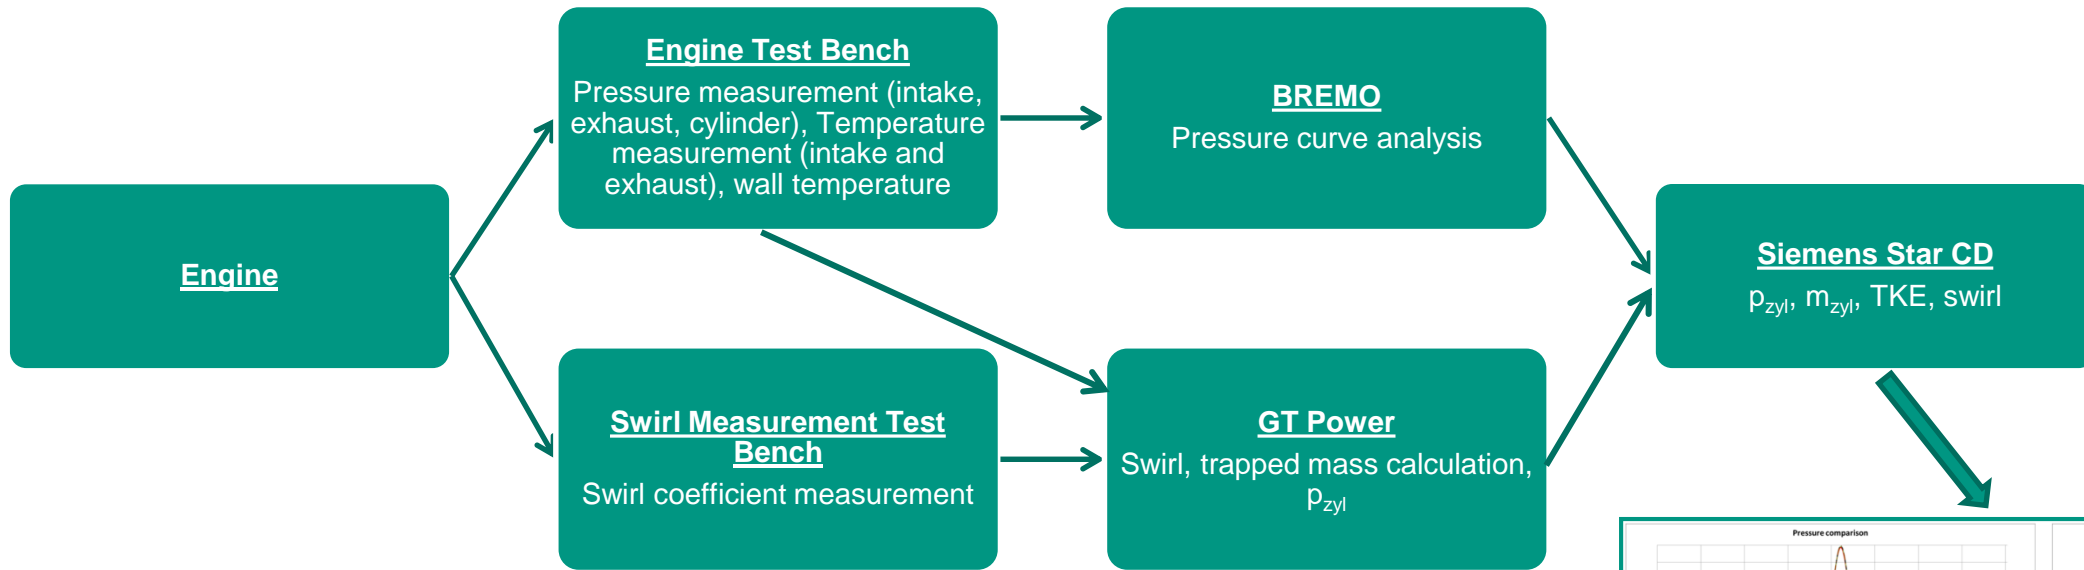 Engine
Engine Test Bench
Pressure measurement (intake,
exhaust, cylinder), Temperature
measurement (intake and
exhaust), wall temperature
Swirl Measurement Test
Bench
Swirl coefficient measurement
BREMO
Pressure curve analysis
GT Power
Swirl, trapped mass calculation,
pzyl
Siemens Star CD
pzyl, mzyl, TKE, swirl
Pressure comparison